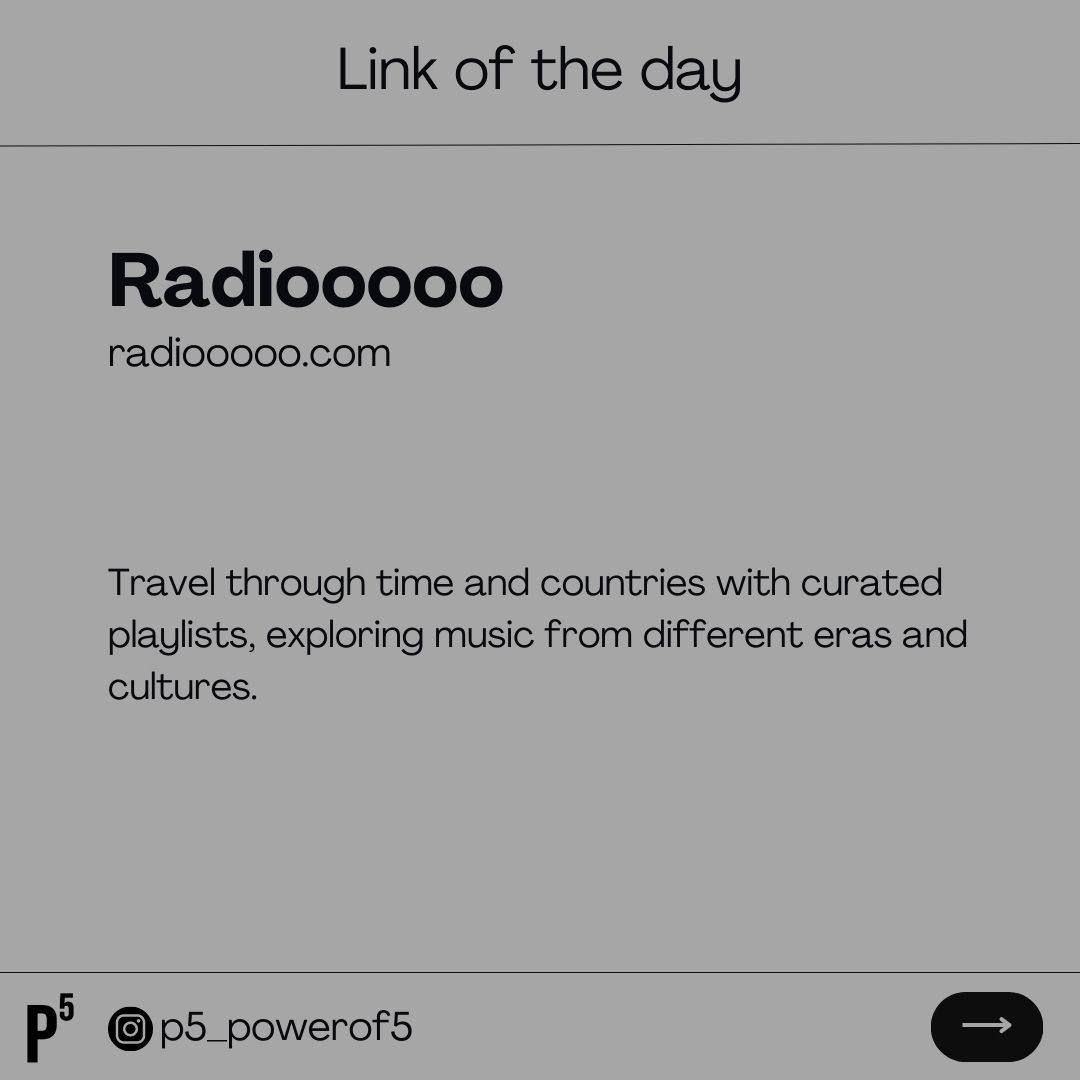 Link of the day
Radiooooo
radiooooo.com
Travel through time and countries with curated
playlists, exploring music from different eras and
cultures.
P5
p5_powerof5